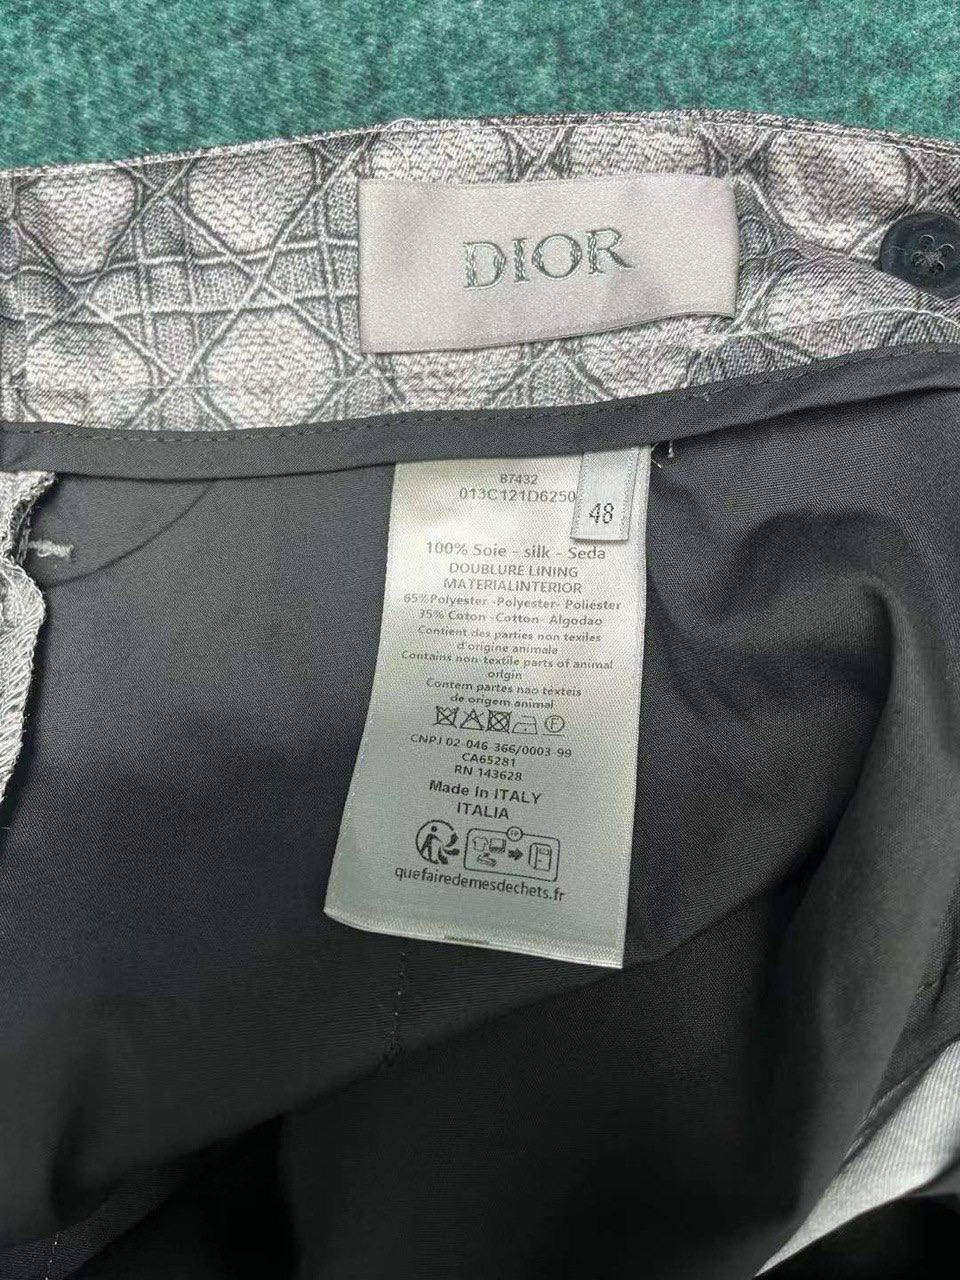 DIOR
87432
013C121D6250
48
100% Soie - silk - Seda
DOUBLURE LINING
MATERIALINTERIOR
65%Polyester -Polyester- Poliester
35% Coton -Cotton- Algodao
Contient des parties non textiles
d'origine animale
Contains non-textile parts of animal
origin
Contem partes nao texteis
de origem animal
F
CNPJ 02-046-366/0003-99
CA65281
RN 143628
Made in ITALY
ITALIA
FR
quefairedemesdechets.fr